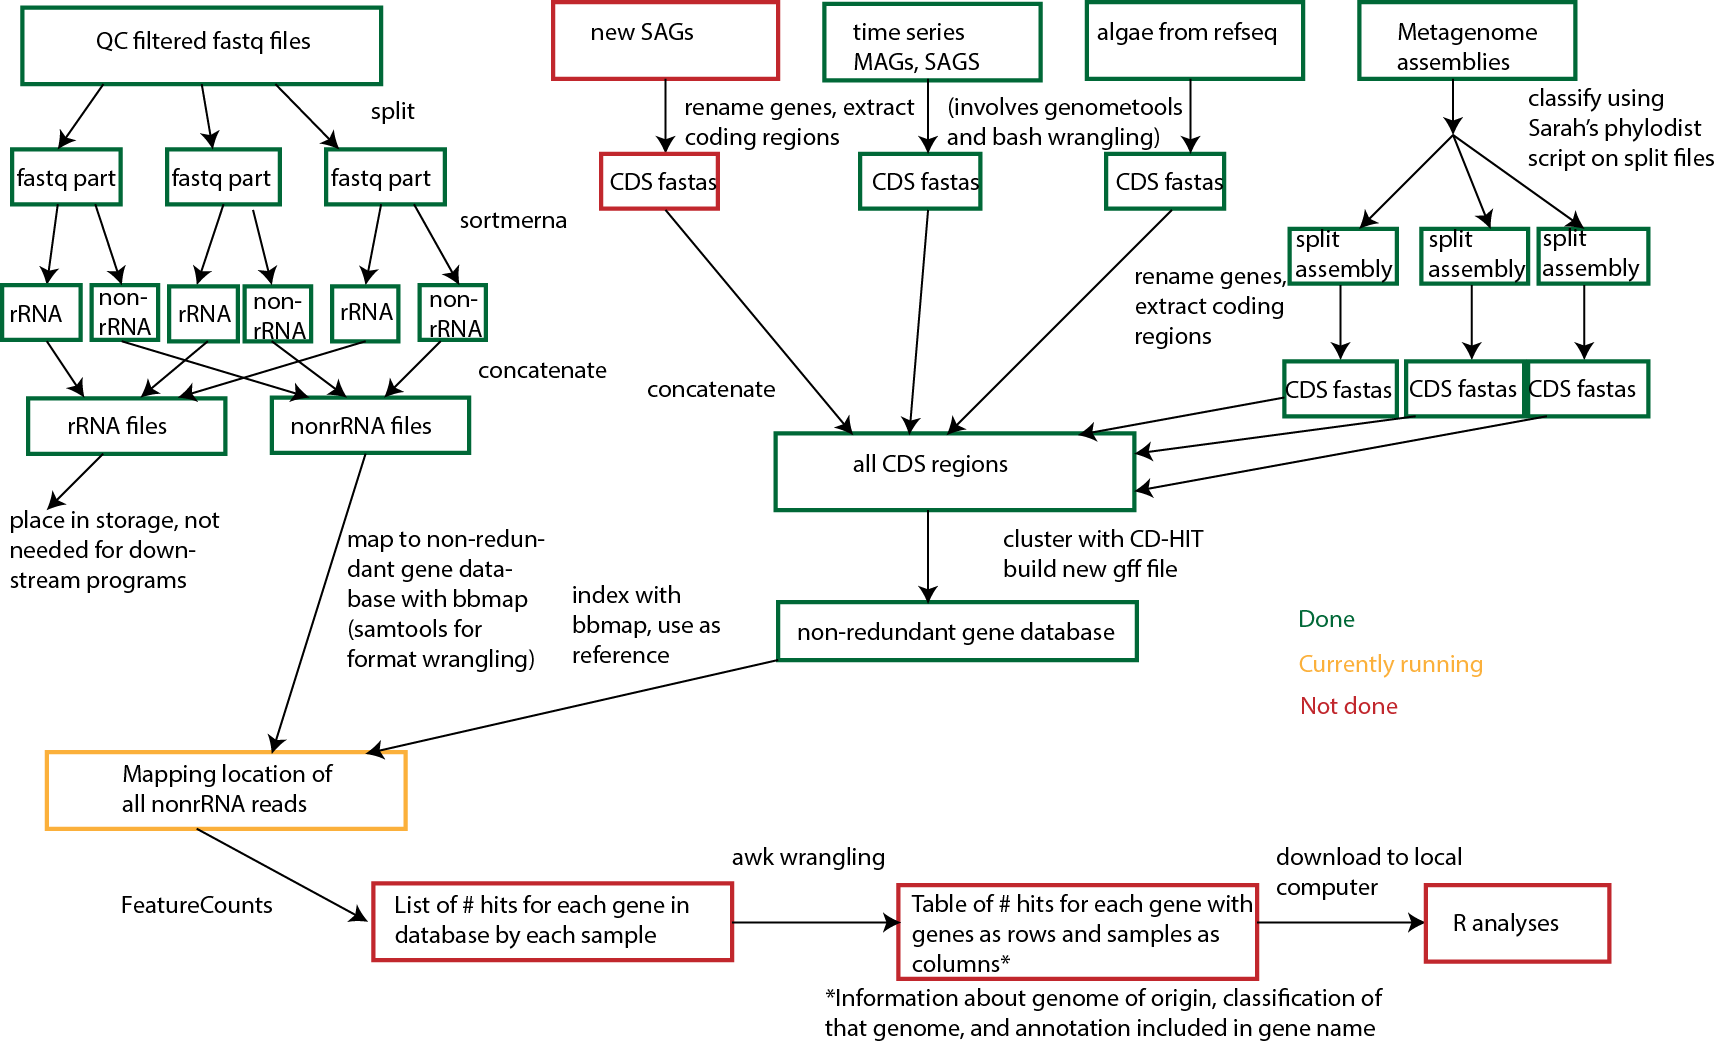 QC filtered fastq files
new SAGs
time series
MAGs, SAGS
algae from refseq
Metagenome
assemblies
split
rename genes, extract
coding regions
(involves genometools
and bash wrangling)
classify using
Sarah's phylodist
script on split files
fastq part
fastq part
fastq part
CDS fastas
CDS fastas
CDS fastas
sortmerna
split
assembly
split
assembly
split
assembly
rename genes,
extract coding
regions
rRNA
non-
rRNA
rRNA
non-
rRNA
rRNA
non-
rRNA
concatenate
concatenate
CDS fastas
CDS fastas
CDS fastas
rRNA files
nonrRNA files
all CDS regions
place in storage, not
needed for down-
stream programs
map to non-redun-
dant gene data-
base with bbmap
(samtools for
format wrangling)
index with
bbmap, use as
reference
cluster with CD-HIT
build new gff file
non-redundant gene database
Done
Currently running
Not done
Mapping location of
all nonrRNA reads
FeatureCounts
List of # hits for each gene in
database by each sample
awk wrangling
Table of # hits for each gene with
genes as rows and samples as
columns*
download to local
computer
R analyses
*Information about genome of origin, classification of
that genome, and annotation included in gene name